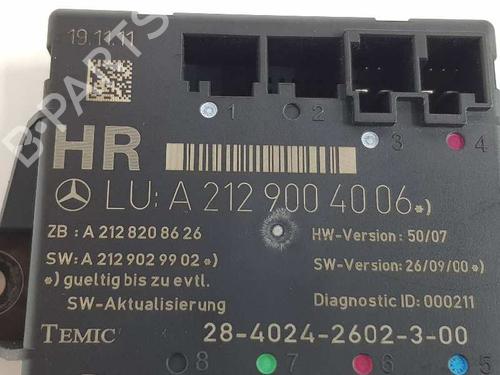 19.11.11
1
2
3
4
HR
LU: A 212 900 40 06*)
ZB : A 212 820 86 26
HW-Version : 50/07
SW: A 212 902 99 02 *)
SW-Version: 26/09/00*)
*) gueltig bis zu evtl.
SW-Aktualisierung
Diagnostic ID: 000211
TEMIC
28-4024-2602-3-00
8
7
6
5
B-PARTS